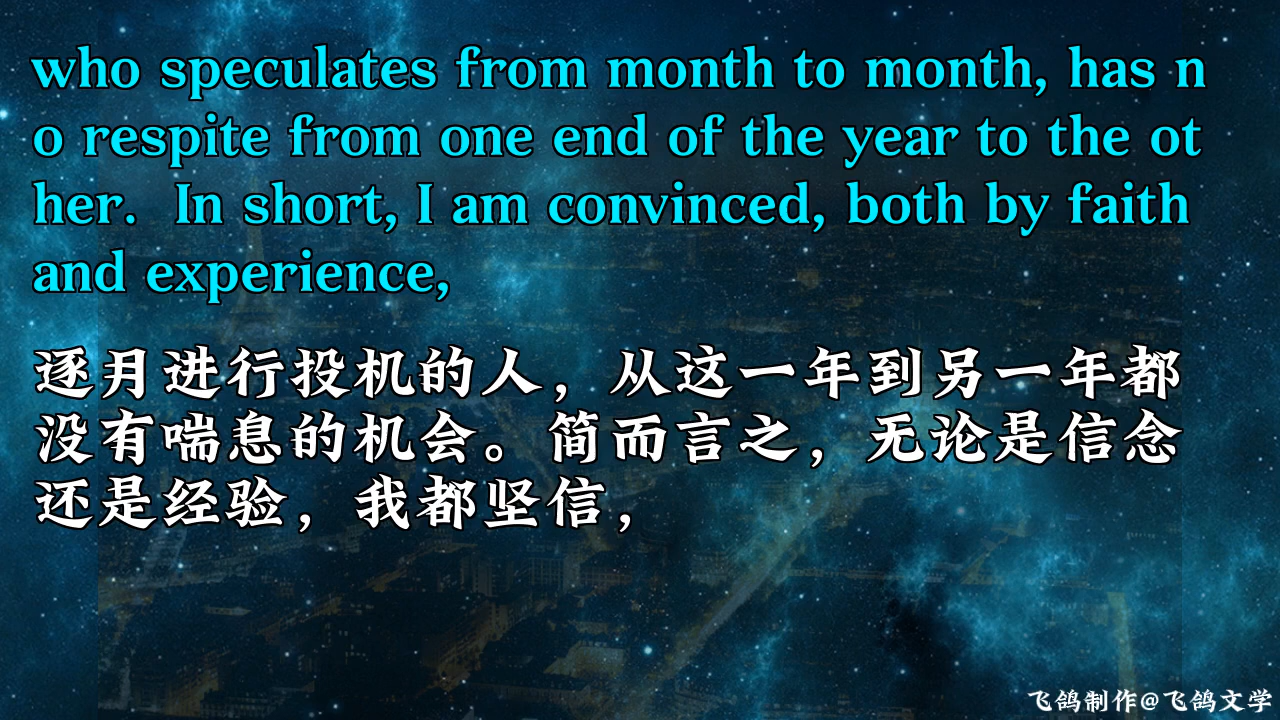 who speculates from month to month, has n
o respite from one end of the year to the ot
her.  In short, I am convinced, both by faith
and experience,
逐月进行投机的人，从这一年到另一年都
没有喘息的机会。简而言之，无论是信念
还是经验，我都坚信，
飞鸽制作@飞鸽文学